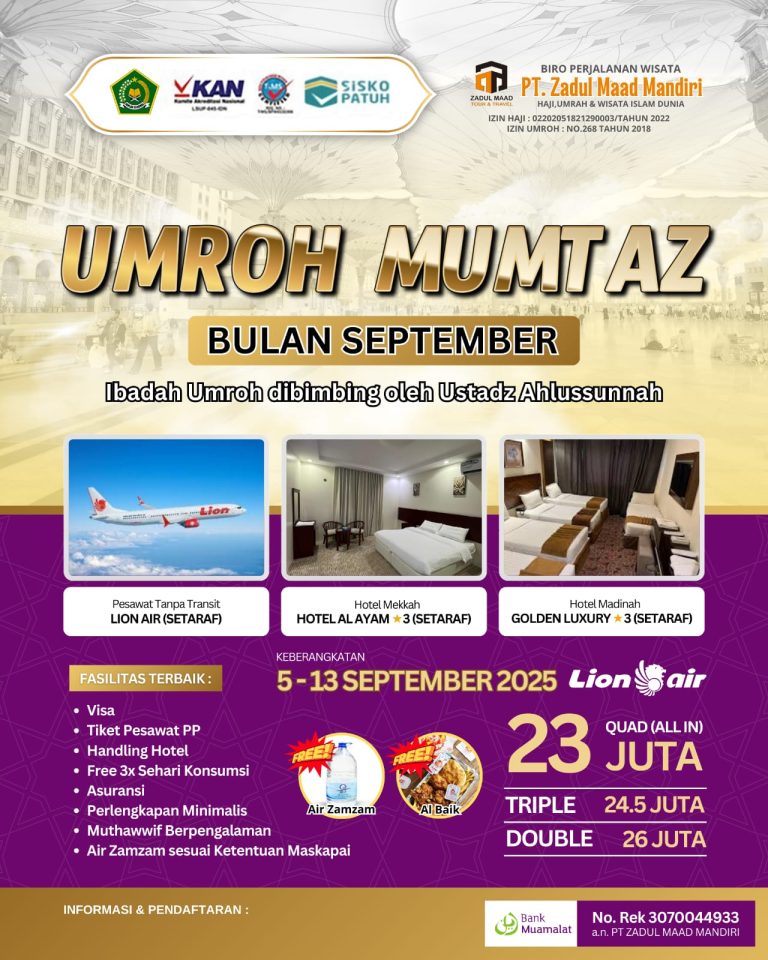 KAN
Komite Akreditasi Nasional
LSUP-045-IDN
SISKO
PATUH
ZADUL MAAD
TOUR & TRAVEL
BIRO PERJALANAN WISATA
PT. Zadul Maad Mandiri
HAJI,UMRAH & WISATA ISLAM DUNIA
IZIN HAJI : 02202051821290003/TAHUN 2022
IZIN UMROH : NO.268 TAHUN 2018
UMROH MUMTAZ
BULAN SEPTEMBER
Ibadah Umroh dibimbing oleh Ustadz Ahlussunnah
Lion
Pesawat Tanpa Transit
LION AIR (SETARAF)
Hotel Mekkah
HOTEL AL AYAM ★3 (SETARAF)
Hotel Madinah
GOLDEN LUXURY ★3 (SETARAF)
FASILITAS TERBAIK :
• Visa
• Tiket Pesawat PP
• Handling Hotel
• Free 3x Sehari Konsumsi
• Asuransi
• Perlengkapan Minimalis
• Muthawwif Berpengalaman
• Air Zamzam sesuai Ketentuan Maskapai
KEBERANGKATAN
5 - 13 SEPTEMBER 2025
Lion air
FREE!
Air Zamzam
FREE!
Al Baik
23 JUTA
QUAD (ALL IN)
TRIPLE 24.5 JUTA
DOUBLE 26 JUTA
INFORMASI & PENDAFTARAN :
Bank
Muamalat
No. Rek 3070044933
a.n. PT ZADUL MAAD MANDIRI